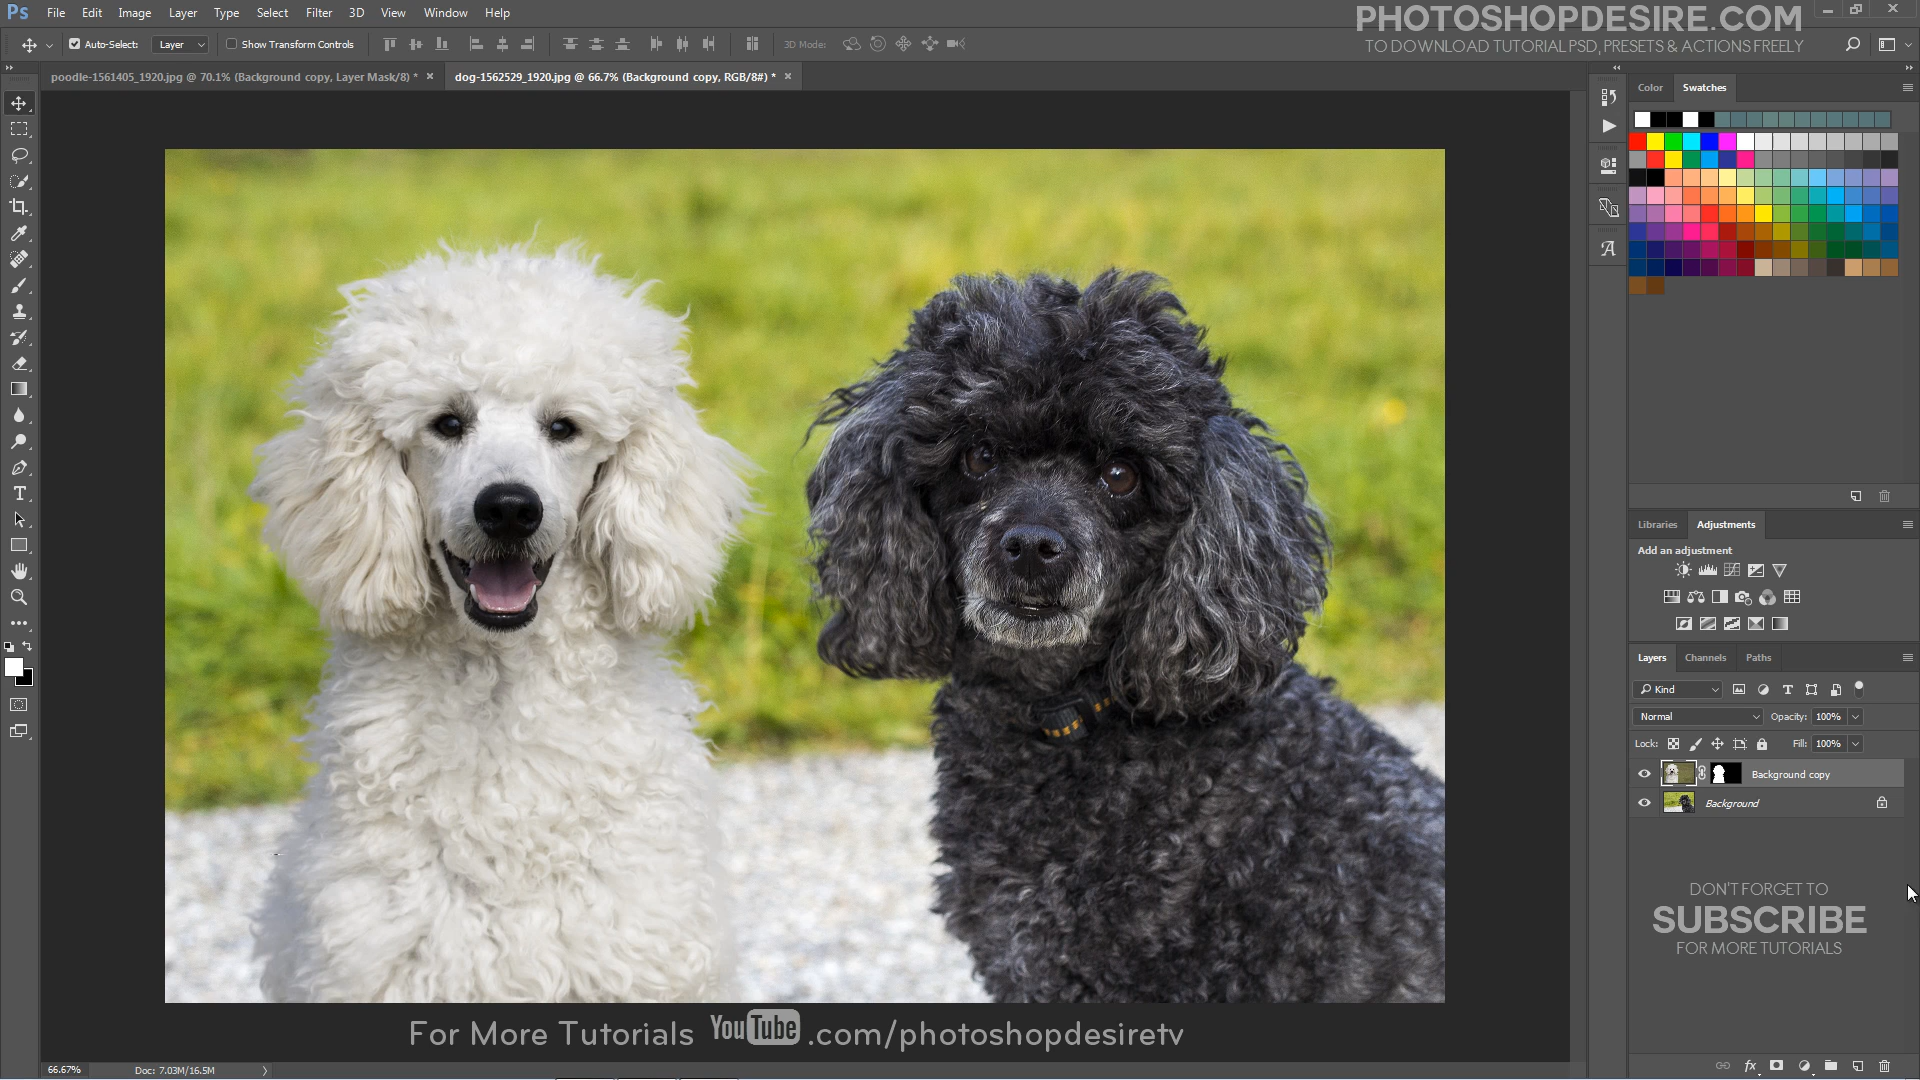 Ps File Edit Image Layer Type Select Filter 3D View Window Help
PHOTOSHOPDESIRE.COM
TO DOWNLOAD TUTORIAL PSD, PRESETS & ACTIONS FREELY
Auto-Select: Layer Show Transform Controls 3D Mode:
poodle-1561405_1920.jpg @ 70.1% (Background copy, Layer Mask/8) *
dog-1562529_1920.jpg @ 66.7% (Background copy, RGB/8#) *
Color Swatches
Libraries Adjustments
Add an adjustment
Layers Channels Paths
Kind
Normal Opacity: 100%
Lock: Fill: 100%
Background copy
Background
DON'T FORGET TO
SUBSCRIBE
FOR MORE TUTORIALS
For More Tutorials YouTube .com/photoshopdesiretv
66.67% Doc: 7.03M/16.5M
fx